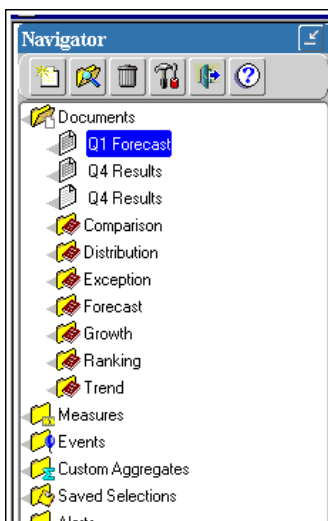 Navigator
Documents
Q1 Forecast
Q4 Results
Q4 Results
Comparison
Distribution
Exception
Forecast
Growth
Ranking
Trend
Measures
Events
Custom Aggregates
Saved Selections
Alerts